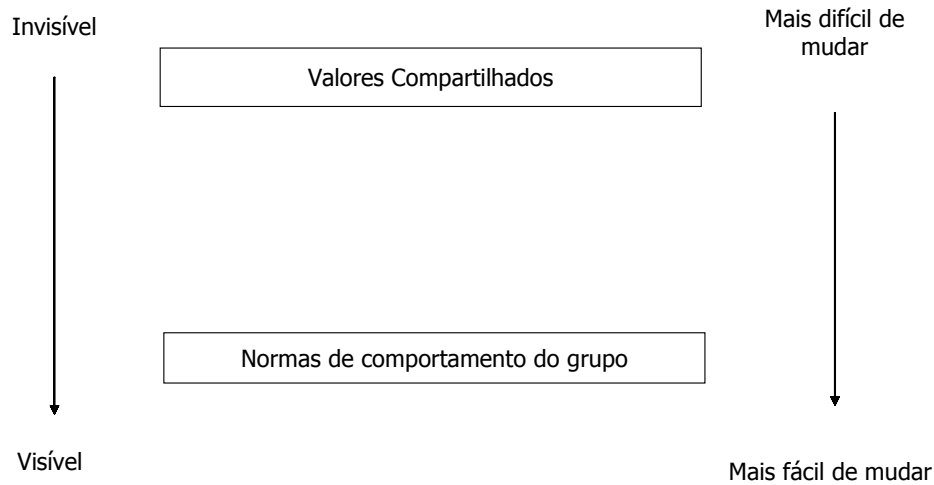 Invisível
Mais difícil de
mudar
Valores Compartilhados
Normas de comportamento do grupo
Visível
Mais fácil de mudar